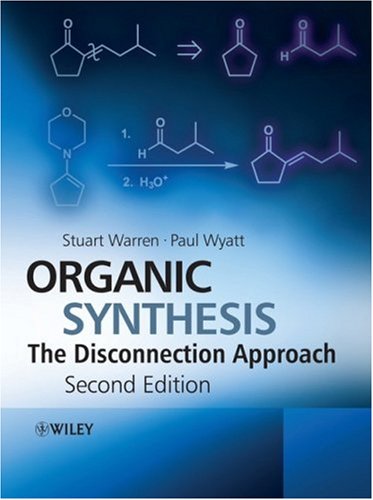 O
O
O
H
O
N
1.
O
H
2. H₃O⁺
O
Stuart Warren · Paul Wyatt
ORGANIC
SYNTHESIS
The Disconnection Approach
Second Edition
WILEY